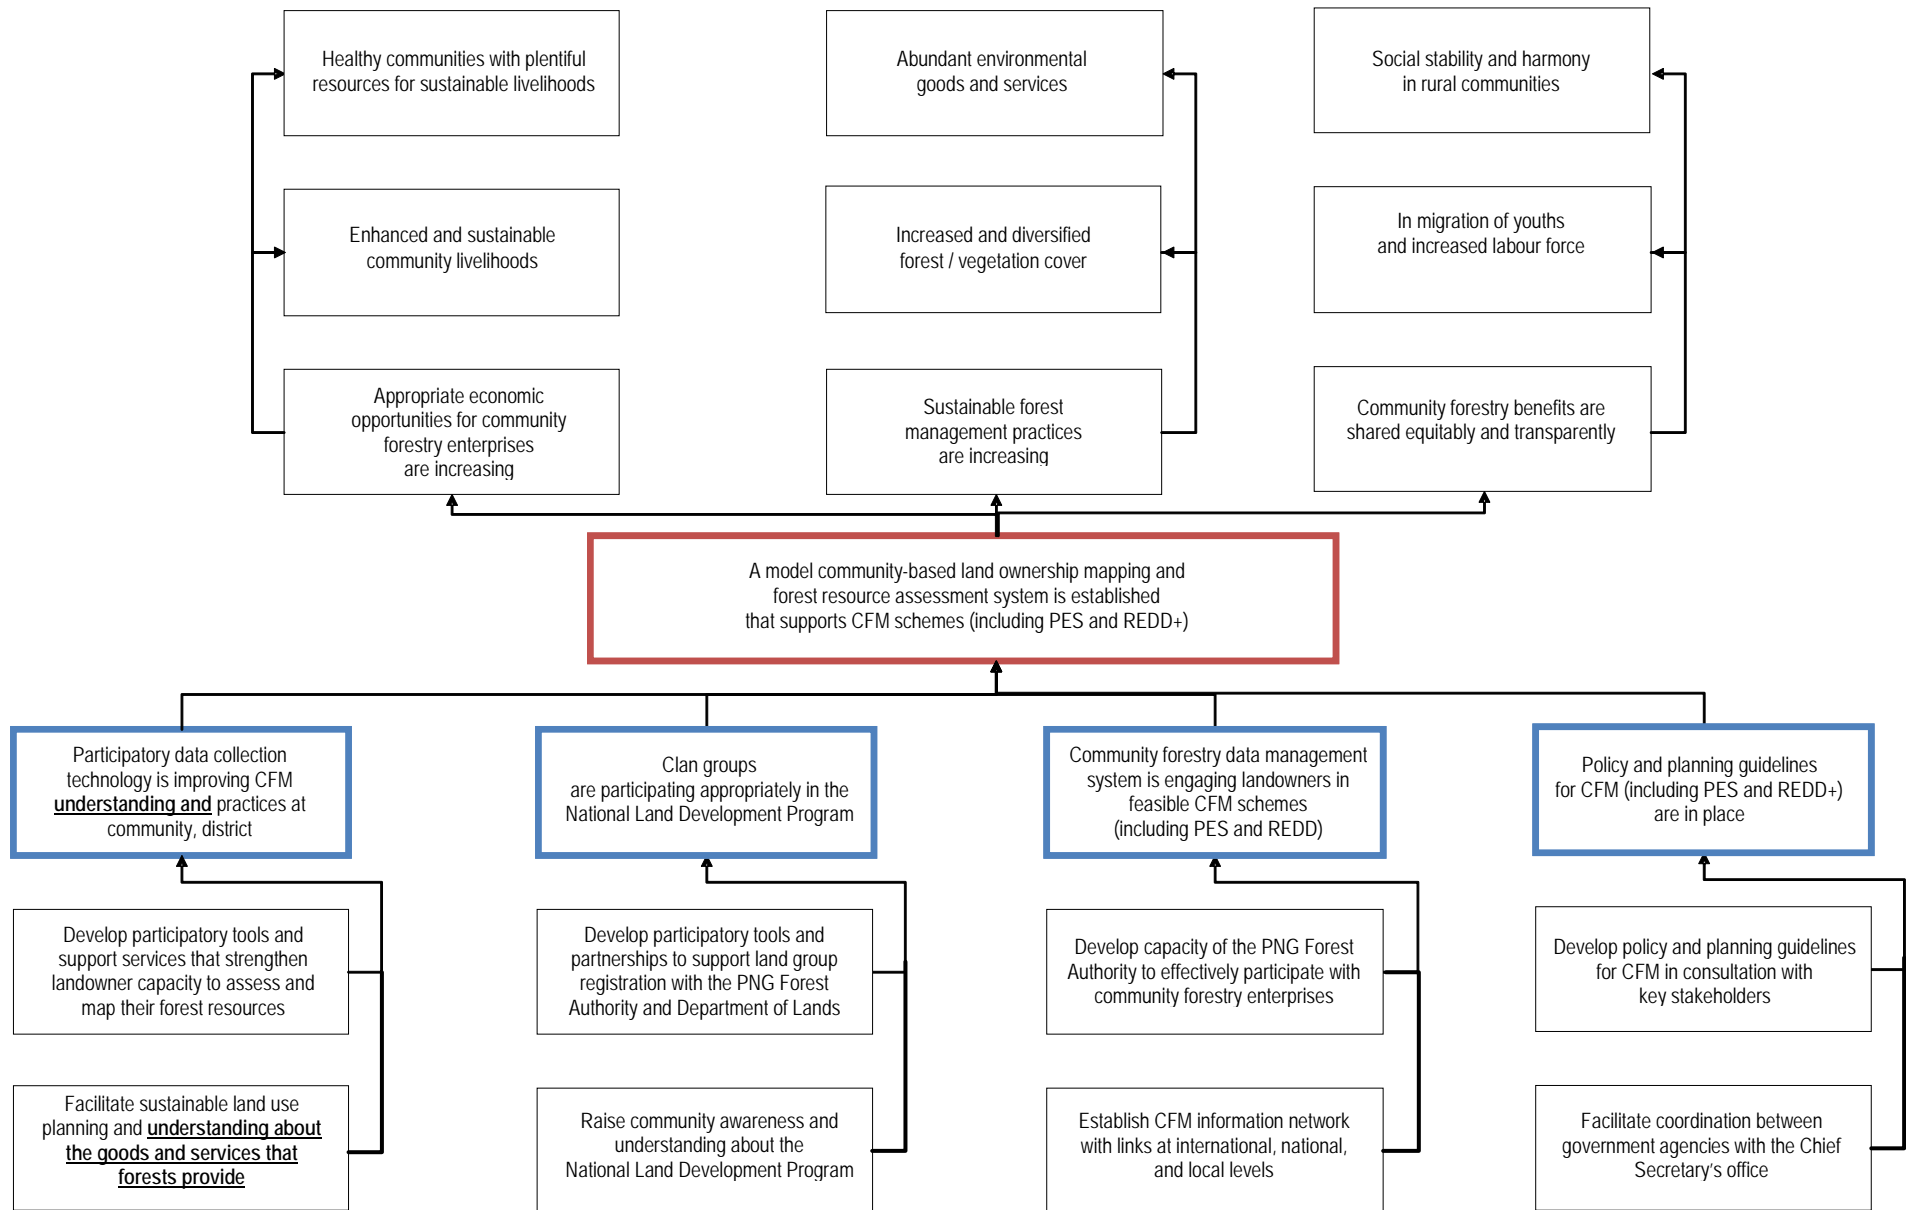 Healthy communities with plentiful
resources for sustainable livelihoods
Abundant environmental
goods and services
Social stability and harmony
in rural communities
Enhanced and sustainable
community livelihoods
Increased and diversified
forest / vegetation cover
In migration of youths
and increased labour force
Appropriate economic
opportunities for community
forestry enterprises
are increasing
Sustainable forest
management practices
are increasing
Community forestry benefits are
shared equitably and transparently
A model community-based land ownership mapping and
forest resource assessment system is established
that supports CFM schemes (including PES and REDD+)
Participatory data collection
technology is improving CFM
understanding and practices at
community, district
Clan groups
are participating appropriately in the
National Land Development Program
Community forestry data management
system is engaging landowners in
feasible CFM schemes
(including PES and REDD)
Policy and planning guidelines
for CFM (including PES and REDD+)
are in place
Develop participatory tools and
support services that strengthen
landowner capacity to assess and
map their forest resources
Develop participatory tools and
partnerships to support land group
registration with the PNG Forest
Authority and Department of Lands
Develop capacity of the PNG Forest
Authority to effectively participate with
community forestry enterprises
Develop policy and planning guidelines
for CFM in consultation with
key stakeholders
Facilitate sustainable land use
planning and understanding about
the goods and services that
forests provide
Raise community awareness and
understanding about the
National Land Development Program
Establish CFM information network
with links at international, national,
and local levels
Facilitate coordination between
government agencies with the Chief
Secretary's office